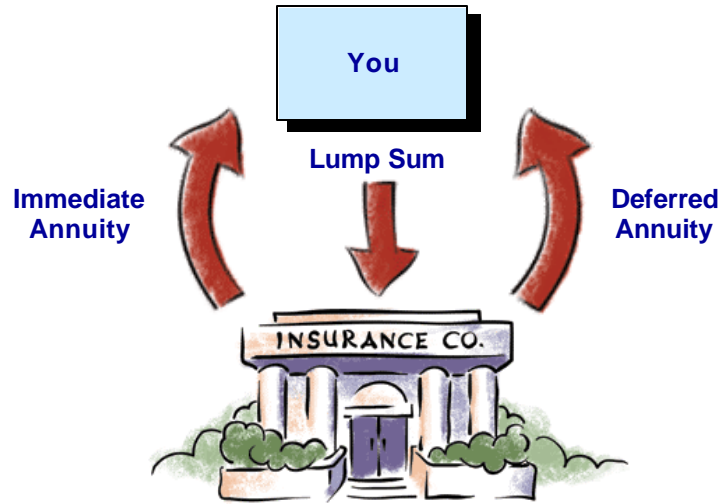 You
Lump Sum
Immediate
Annuity
Deferred
Annuity
INSURANCE CO.